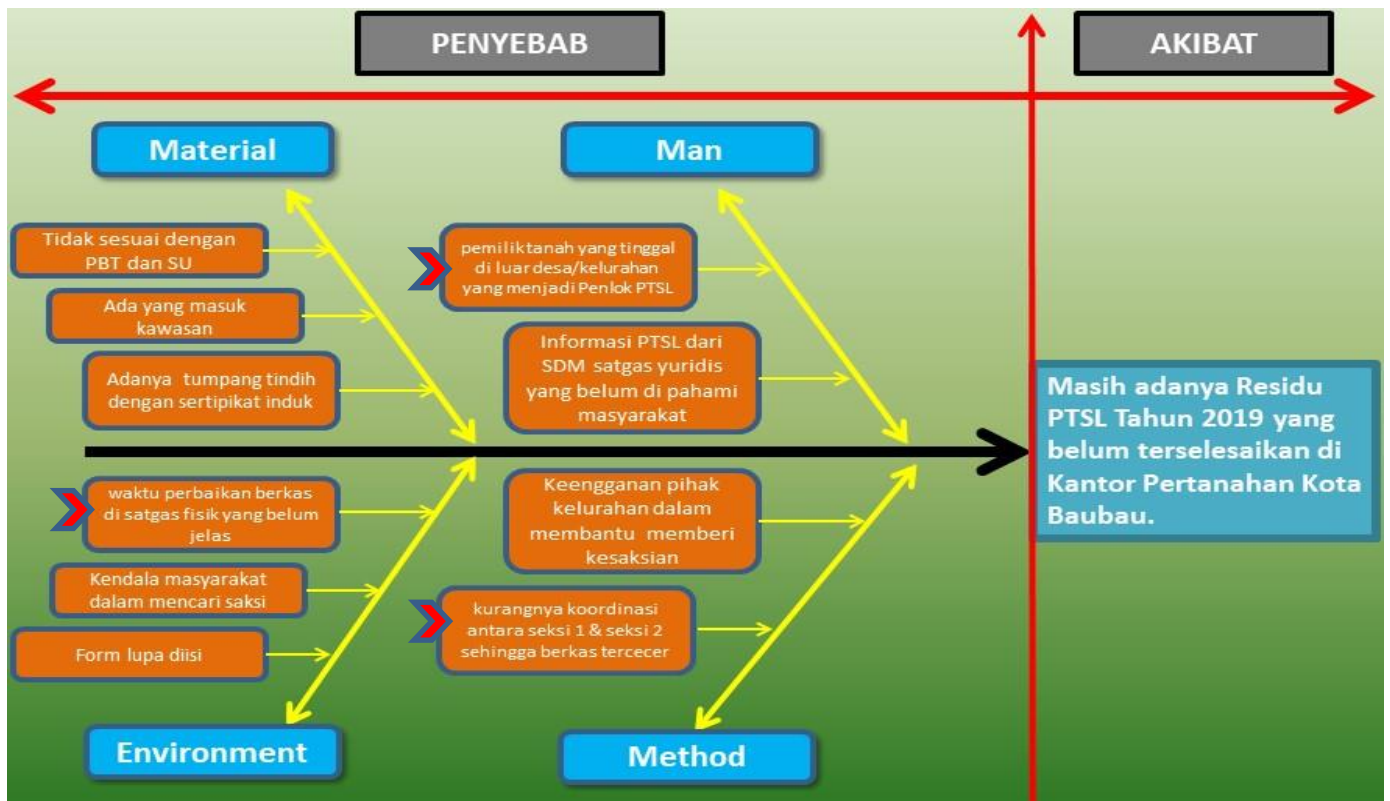 PENYEBAB
AKIBAT
Material
Man
Tidak sesuai dengan
PBT dan SU
Ada yang masuk
kawasan
Adanya tumpang tindih
dengan sertipikat induk
pemilik tanah yang tinggal
di luar desa/kelurahan
yang menjadi Penlok PTSL
Informasi PTSL dari
SDM satgas yuridis
yang belum di pahami
masyarakat
Masih adanya Residu
PTSL Tahun 2019 yang
belum terselesaikan di
Kantor Pertanahan Kota
Baubau.
waktu perbaikan berkas
di satgas fisik yang belum
jelas
Kendala masyarakat
dalam mencari saksi
Form lupa diisi
Keengganan pihak
kelurahan dalam
membantu memberi
kesaksian
kurangnya koordinasi
antara seksi 1 & seksi 2
sehingga berkas tercecer
Environment
Method